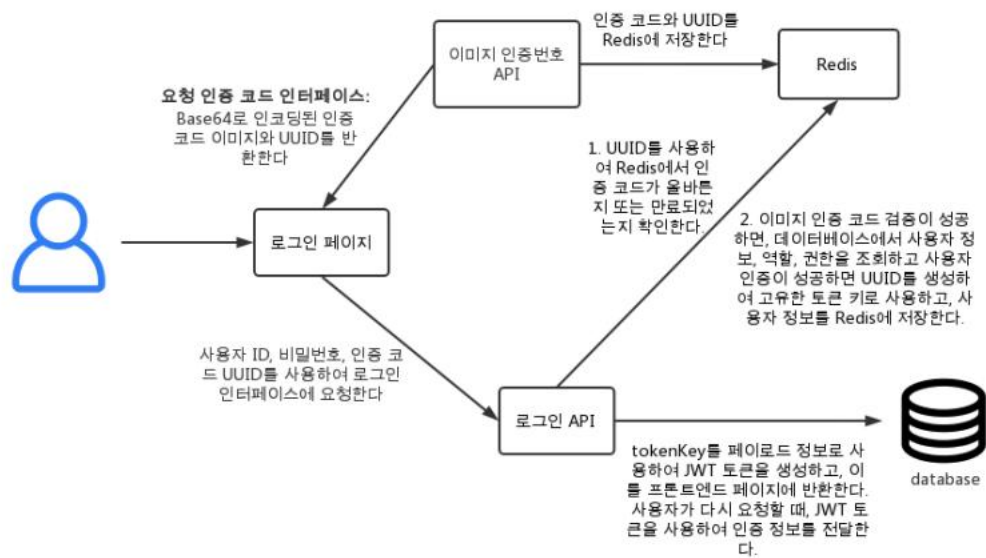 인증 코드와 UUID를
Redis에 저장한다
이미지 인증번호
API
Redis
요청 인증 코드 인터페이스:
Base64로 인코딩된 인증
코드 이미지와 UUID를 반
환한다
1. UUID를 사용하
여 Redis에서 인
증 코드가 올바른
지 또는 만료되었
는지 확인한다.
로그인 페이지
2. 이미지 인증 코드 검증이 성공
하면, 데이터베이스에서 사용자 정
보, 역할, 권한을 조회하고 사용자
인증이 성공하면 UUID를 생성하
여 고유한 토큰 키로 사용하고, 사
용자 정보를 Redis에 저장한다.
사용자 ID, 비밀번호, 인증 코
드 UUID를 사용하여 로그인
인터페이스에 요청한다
로그인 API
tokenKey를 페이로드 정보로 사
용하여 JWT 토큰을 생성하고, 이
를 프론트엔드 페이지에 반환한다.
사용자가 다시 요청할 때, JWT 토
큰을 사용하여 인증 정보를 전달한
다.
database